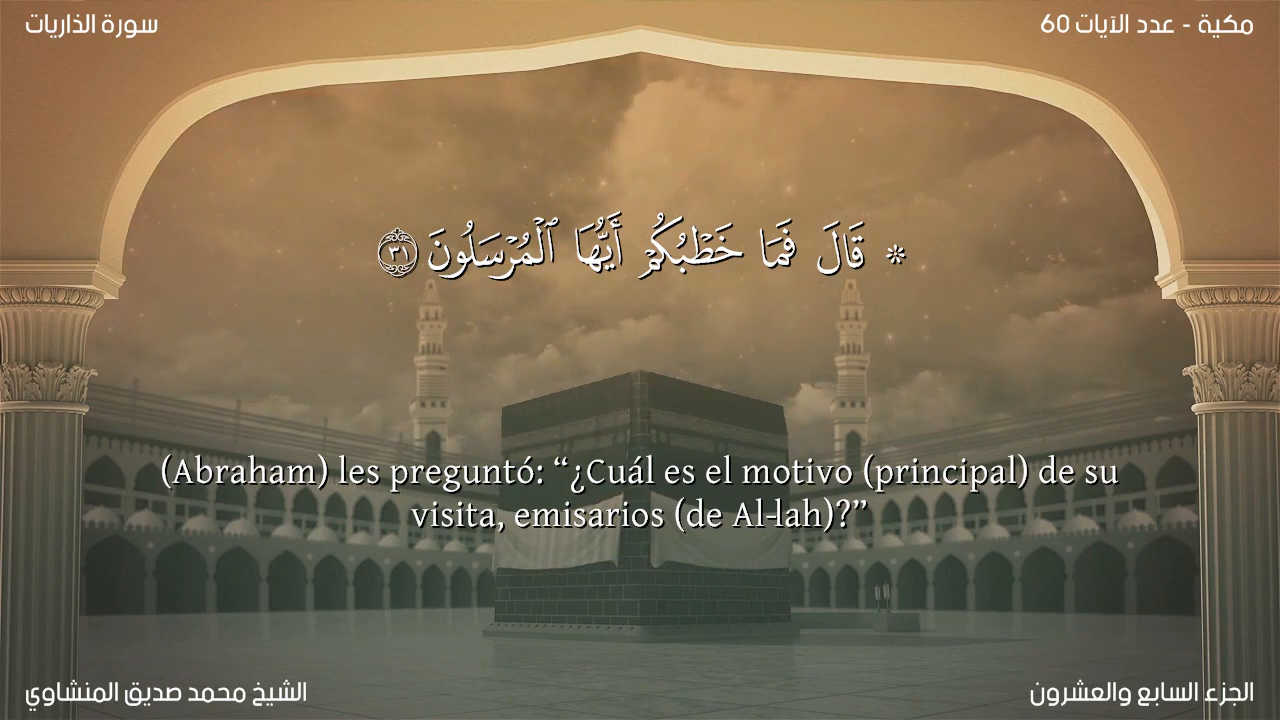 سورة الذاريات
مكية - عدد الآيات 60
۞ قَالَ فَمَا خَطْبُكُمْ أَيُّهَا ٱلْمُرْسَلُونَ ٣١
(Abraham) les preguntó: “¿Cuál es el motivo (principal) de su
visita, emisarios (de Al-lah)?”
الشيخ محمد صديق المنشاوي
الجزء السابع والعشرون